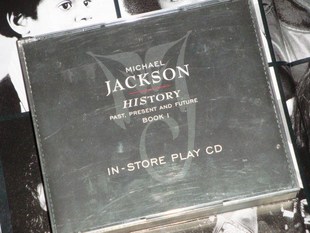 MICHAEL
JACKSON
HISTORY
PAST, PRESENT AND FUTURE
BOOK I
IN-STORE PLAY CD